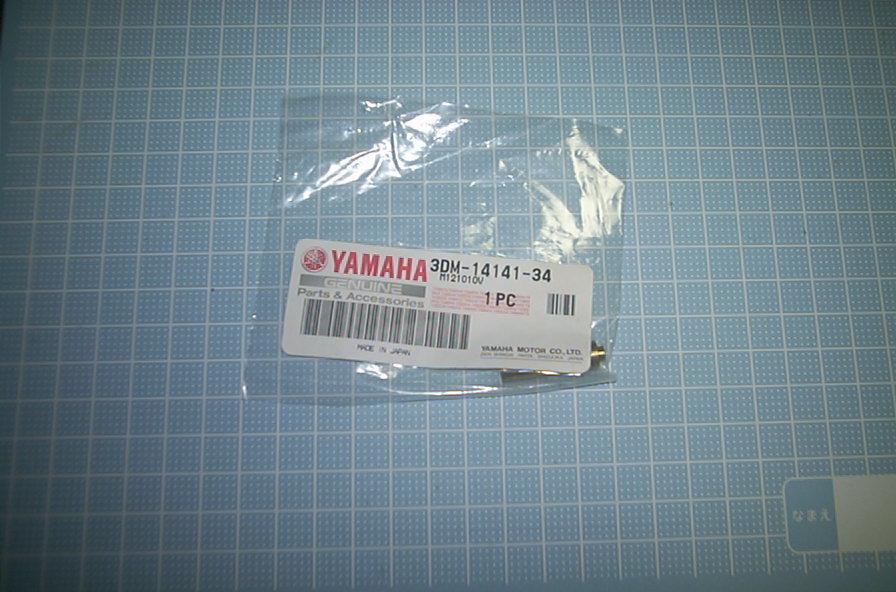 YAMAHA
3DM-14141-34
M121010V
GENUINE
1 PC
Parts & Accessories
MADE IN JAPAN
YAMAHA MOTOR CO., LTD.
なまえ